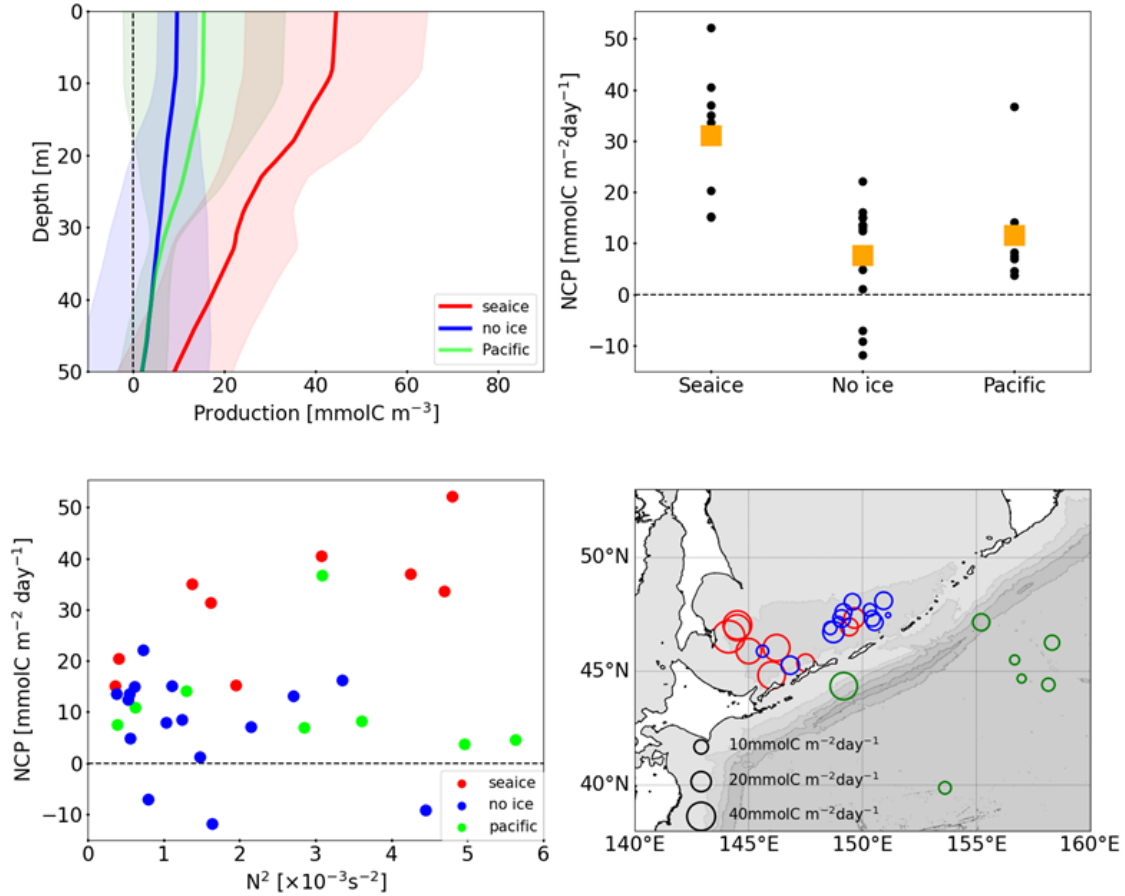 0
10
20
30
40
50
Depth [m]
0
20
40
60
80
Production [mmolC m⁻³]
seaice
no ice
Pacific
50
40
30
20
10
0
−10
NCP [mmolC m⁻²day⁻¹]
Seaice
No ice
Pacific
50
40
30
20
10
0
−10
NCP [mmolC m⁻² day⁻¹]
0
1
2
3
4
5
6
N² [×10⁻³s⁻²]
seaice
no ice
pacific
50°N
45°N
40°N
10mmolC m⁻²day⁻¹
20mmolC m⁻²day⁻¹
40mmolC m⁻²day⁻¹
140°E
145°E
150°E
155°E
160°E